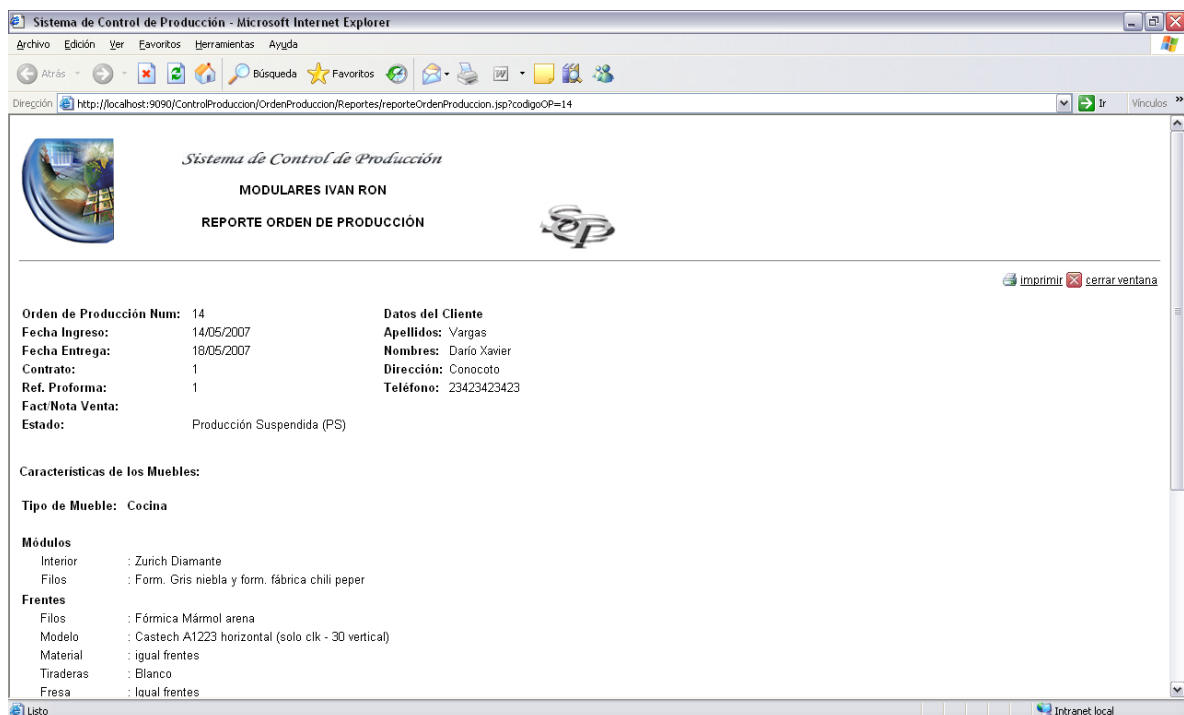 Sistema de Control de Producción - Microsoft Internet Explorer
Archivo Edición Ver Favoritos Herramientas Ayuda
Atrás Búsqueda Favoritos
Dirección http://localhost:9090/ControlProduccion/OrdenProduccion/Reportes/reporteOrdenProduccion.jsp?codigoOP=14 Ir Vínculos »
Sistema de Control de Producción
MODULARES IVAN RON
REPORTE ORDEN DE PRODUCCIÓN
SOP
imprimir cerrar ventana
Orden de Producción Num: 14 Datos del Cliente
Fecha Ingreso: 14/05/2007 Apellidos: Vargas
Fecha Entrega: 18/05/2007 Nombres: Darío Xavier
Contrato: 1 Dirección: Conocoto
Ref. Proforma: 1 Teléfono: 23423423423
Fact/Nota Venta:
Estado: Producción Suspendida (PS)
Características de los Muebles:
Tipo de Mueble: Cocina
Módulos
Interior : Zurich Diamante
Filos : Form. Gris niebla y form. fábrica chili peper
Frentes
Filos : Fórmica Mármol arena
Modelo : Castech A1223 horizontal (solo clk - 30 vertical)
Material : igual frentes
Tiraderas : Blanco
Fresa : Igual frentes
Listo Intranet local